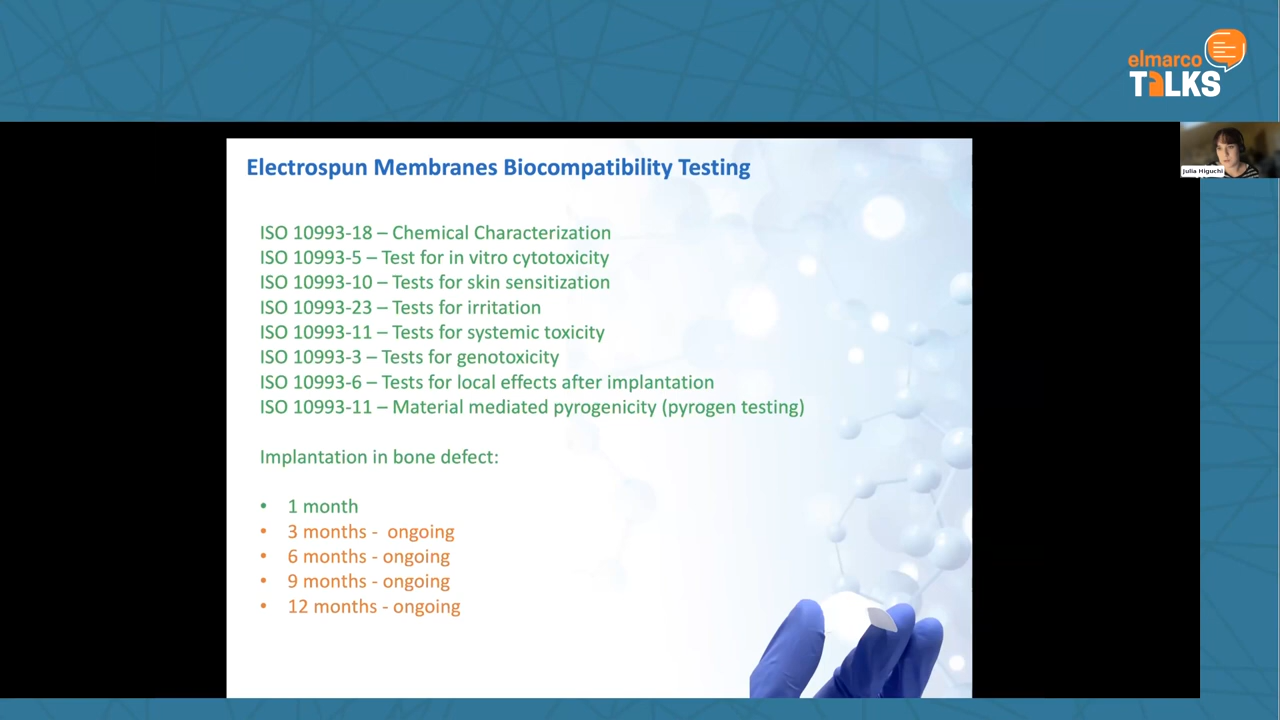 elmarco
TALKS
Julia Higuchi
Electrospun Membranes Biocompatibility Testing
ISO 10993-18 – Chemical Characterization
ISO 10993-5 – Test for in vitro cytotoxicity
ISO 10993-10 – Tests for skin sensitization
ISO 10993-23 – Tests for irritation
ISO 10993-11 – Tests for systemic toxicity
ISO 10993-3 – Tests for genotoxicity
ISO 10993-6 – Tests for local effects after implantation
ISO 10993-11 – Material mediated pyrogenicity (pyrogen testing)
Implantation in bone defect:
• 1 month
• 3 months - ongoing
• 6 months - ongoing
• 9 months - ongoing
• 12 months - ongoing